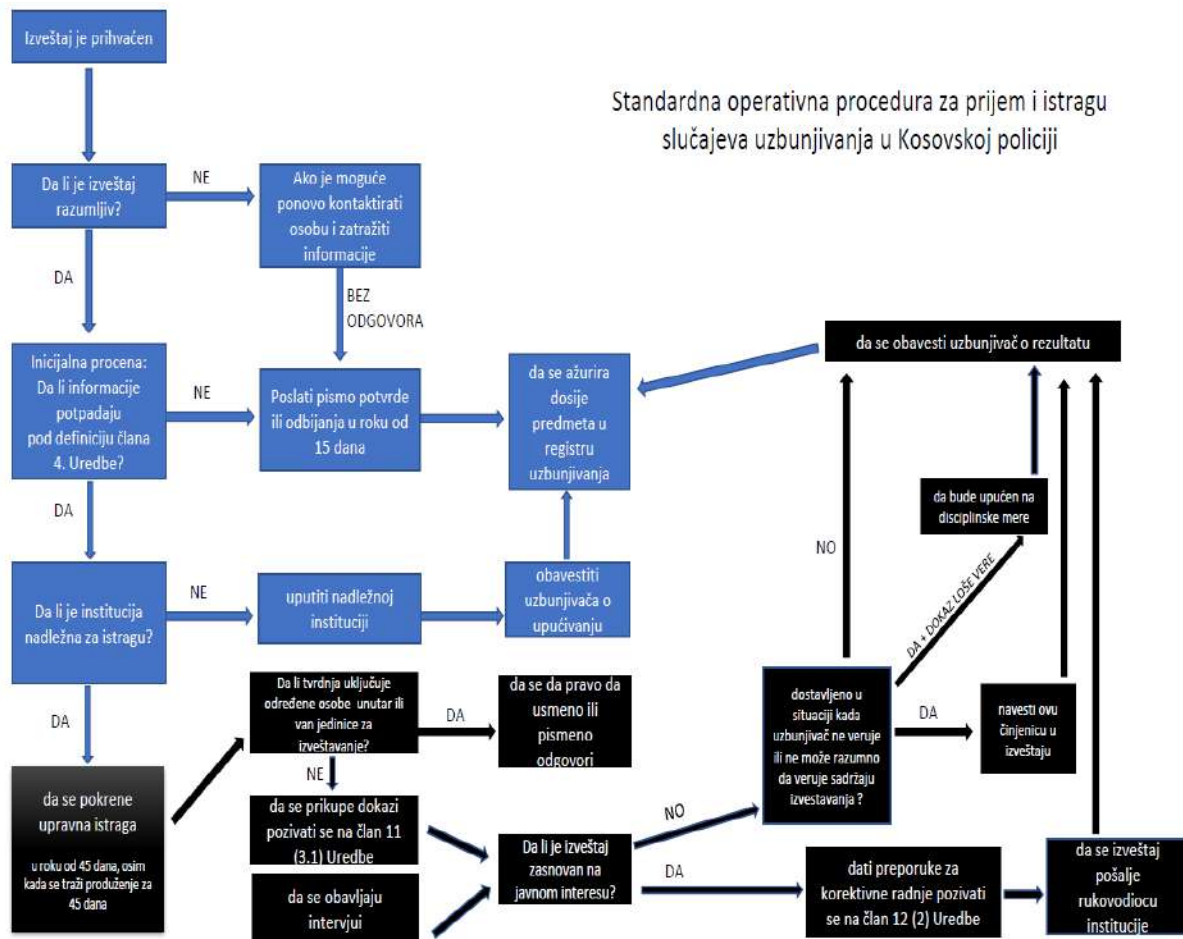 Izveštaj je prihvaćen
Standardna operativna procedura za prijem i istragu
slučajeva uzbunjivanja u Kosovskoj policiji
Da li je izveštaj
razumljiv?
NE
Ako je moguće
ponovo kontaktirati
osobu i zatražiti
informacije
DA
BEZ
ODGOVORA
Inicijalna procena:
Da li informacije
potpadaju
pod definiciju člana
4. Uredbe?
NE
Poslati pismo potvrde
ili odbijanja u roku od
15 dana
da se ažurira
dosije
predmeta u
registru
uzbunjivanja
da se obavesti uzbunjivač o rezultatu
DA
da bude upućen na
disciplinske mere
NO
DA + DOKAZ LOŠE VERE
Da li je institucija
nadležna za istragu?
NE
uputiti nadležnoj
instituciji
obavestiti
uzbunjivača o
upućivanju
DA
Da li tvrdnja uključuje
određene osobe unutar ili
van jedinice za
izveštavanje?
DA
da se da pravo da
usmeno ili
pismeno
odgovori
dostavljeno u
situaciji kada
uzbunjivač ne veruje
ili ne može razumno
da veruje sadržaju
izvestavanja ?
DA
navesti ovu
činjenicu u
izveštaju
NE
da se pokrene
upravna istraga
u roku od 45 dana, osim
kada se traži produženje za
45 dana
da se prikupe dokazi
pozivati se na član 11
(3.1) Uredbe
da se obavljaju
intervjui
Da li je izveštaj
zasnovan na
javnom interesu?
NO
DA
dati preporuke za
korektivne radnje pozivati
se na član 12 (2) Uredbe
da se izveštaj
pošalje
rukovodiocu
institucije